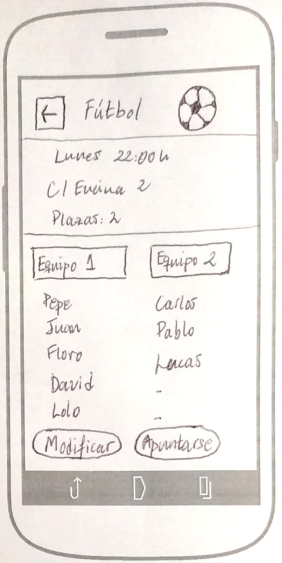 Fútbol
Lunes 22:00h
C/ Encina 2
Plazas: 2
Equipo 1
Equipo 2
Pepe
Carlos
Juan
Pablo
Floro
Lucas
David
-
Lolo
-
Modificar
Apuntarse